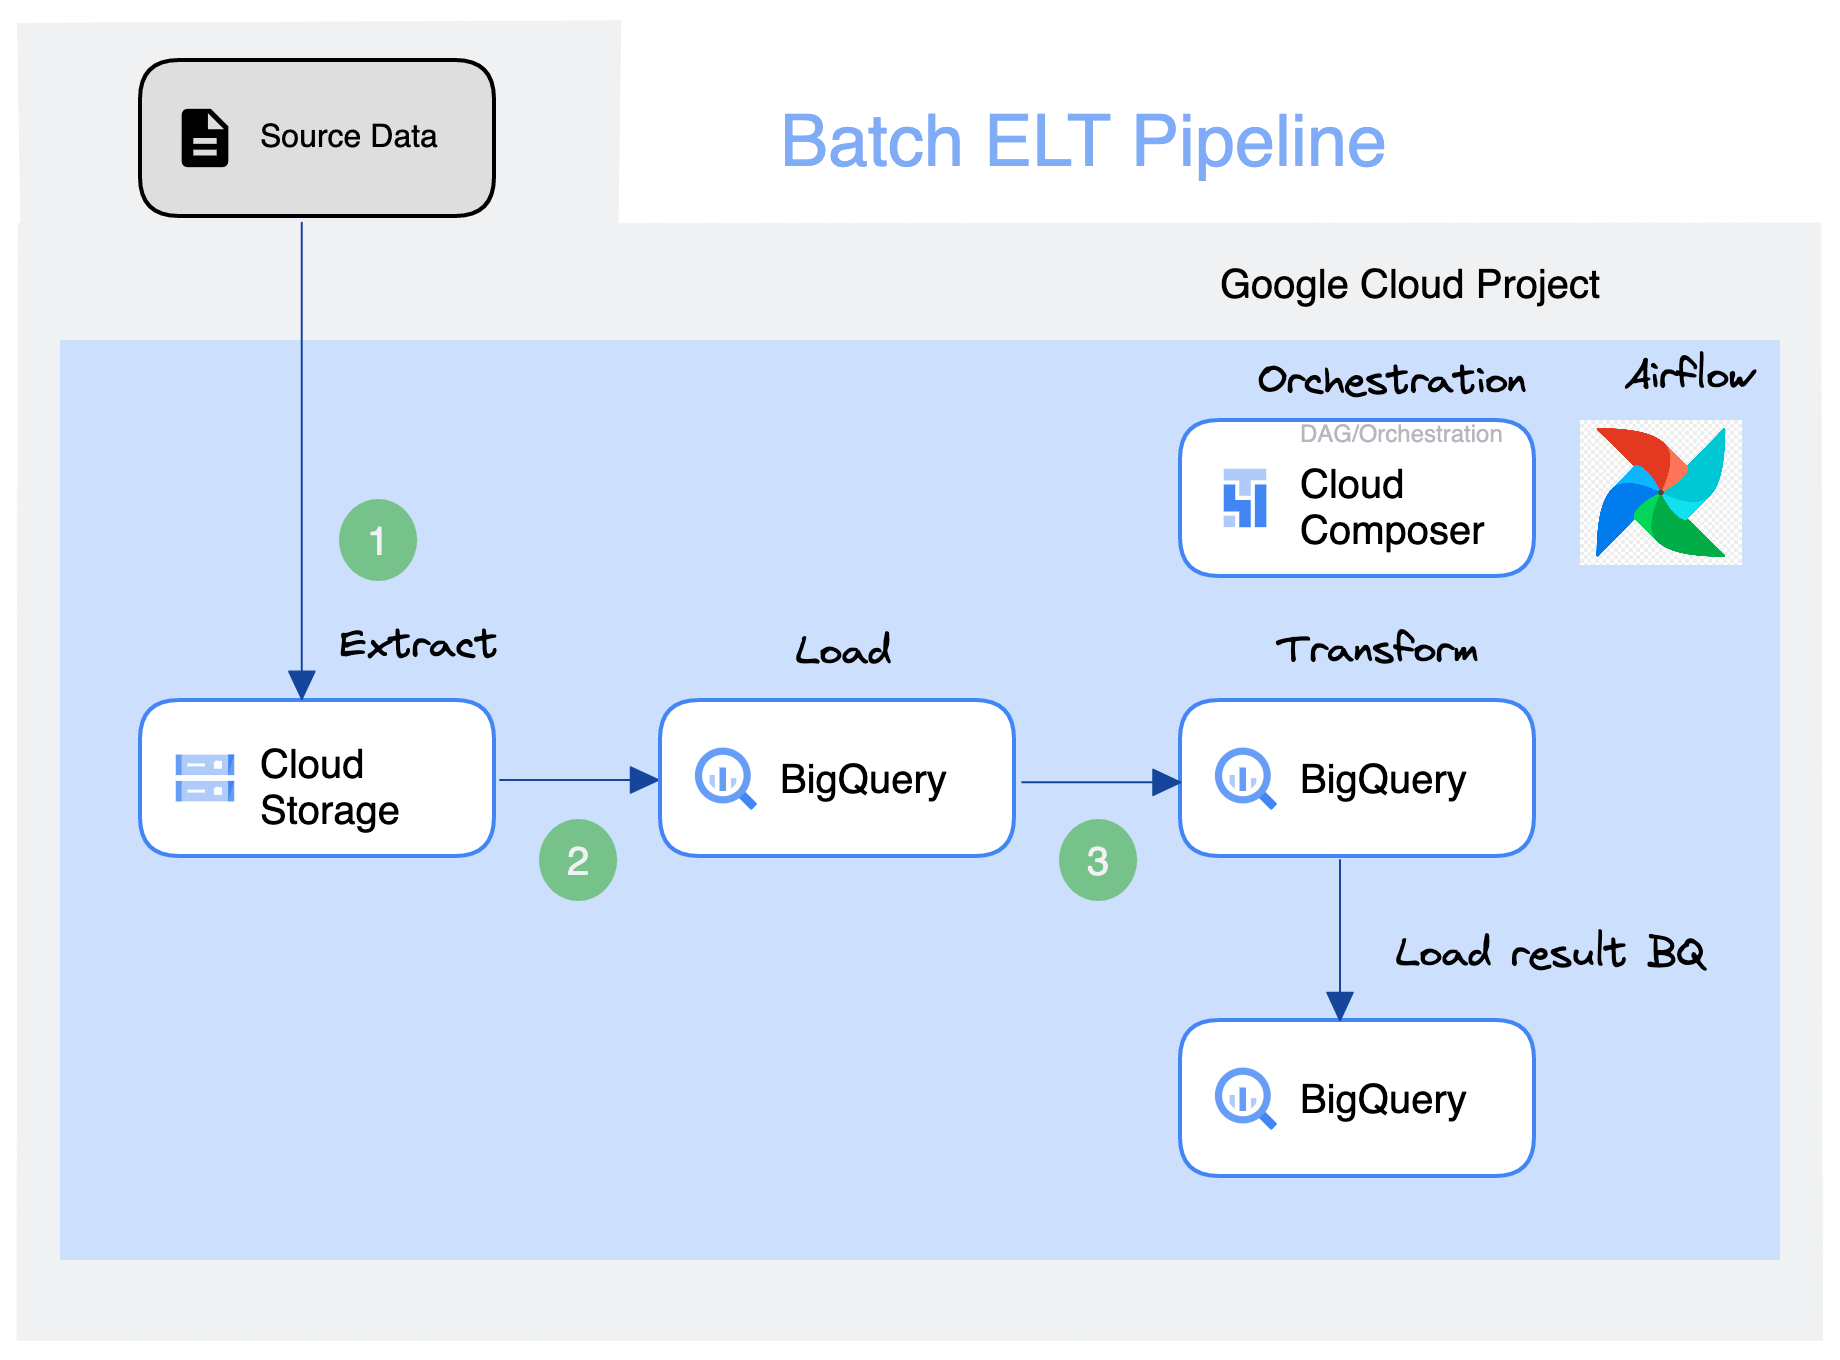 Source Data
Batch ELT Pipeline
Google Cloud Project
Orchestration
Airflow
DAG/Orchestration
Cloud
Composer
1
Extract
Load
Transform
Cloud
Storage
BigQuery
BigQuery
2
3
Load result BQ
BigQuery